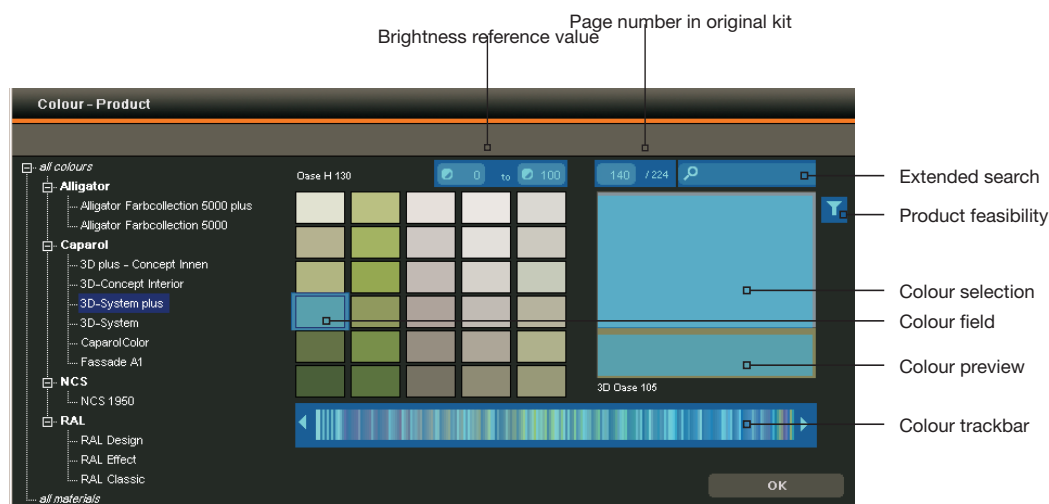 Page number in original kit
Brightness reference value
Colour - Product
all colours
Alligator
Alligator Farbcollection 5000 plus
Alligator Farbcollection 5000
Caparol
3D plus - Concept Innen
3D-Concept Interior
3D-System plus
3D-System
CaparolColor
Fassade A1
NCS
NCS 1950
RAL
RAL Design
RAL Effect
RAL Classic
all materials
Oase H 130
0 to 100
140 / 224
3D Oase 105
OK
Extended search
Product feasibility
Colour selection
Colour field
Colour preview
Colour trackbar